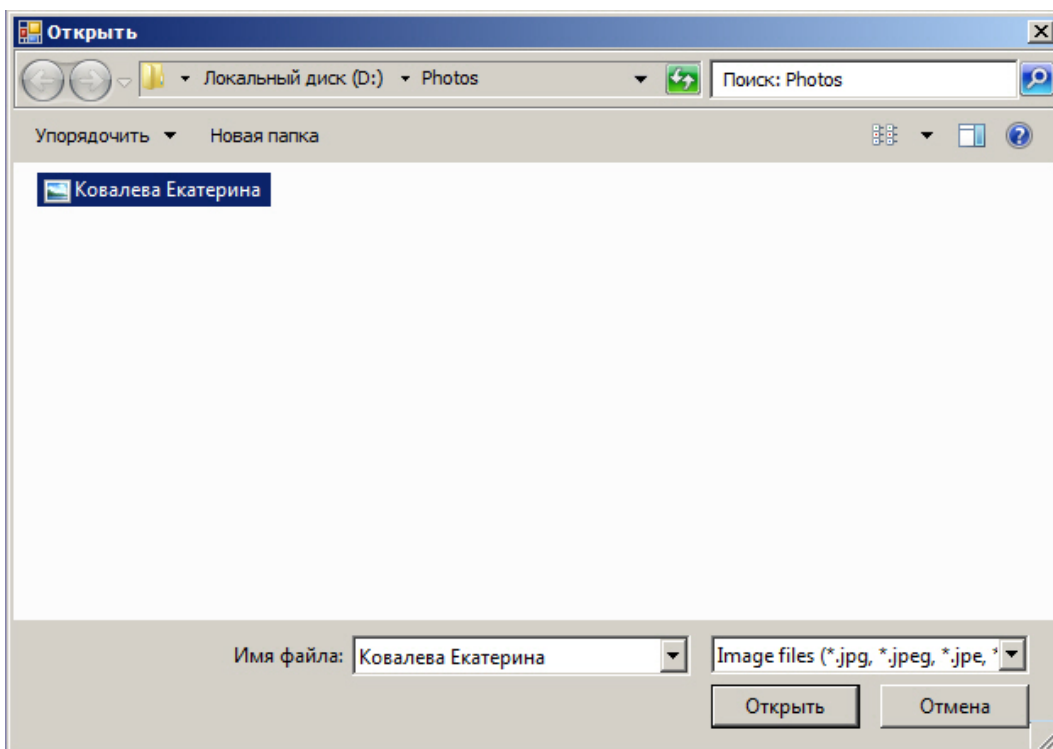 Открыть
Локальный диск (D:) Photos
Поиск: Photos
Упорядочить Новая папка
Ковалева Екатерина
Имя файла: Ковалева Екатерина
Image files (*.jpg, *.jpeg, *.jpe, *
Открыть Отмена